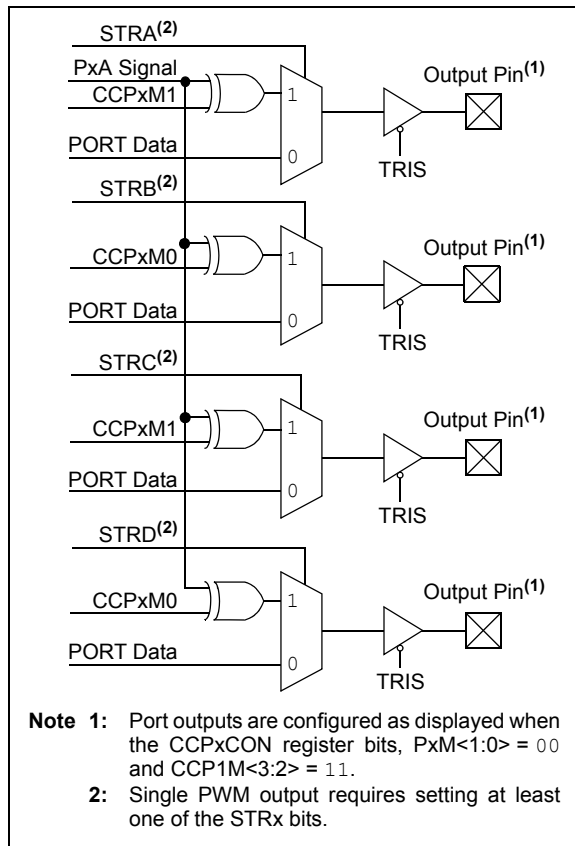 STRA(2)
PxA Signal
CCPxM1
1
Output Pin(1)
PORT Data
0
TRIS
STRB(2)
CCPxM0
1
Output Pin(1)
PORT Data
0
TRIS
STRC(2)
CCPxM1
1
Output Pin(1)
PORT Data
0
TRIS
STRD(2)
CCPxM0
1
Output Pin(1)
PORT Data
0
TRIS
Note 1: Port outputs are configured as displayed when
the CCPxCON register bits, PxM<1:0> = 00
and CCP1M<3:2> = 11.
2: Single PWM output requires setting at least
one of the STRx bits.